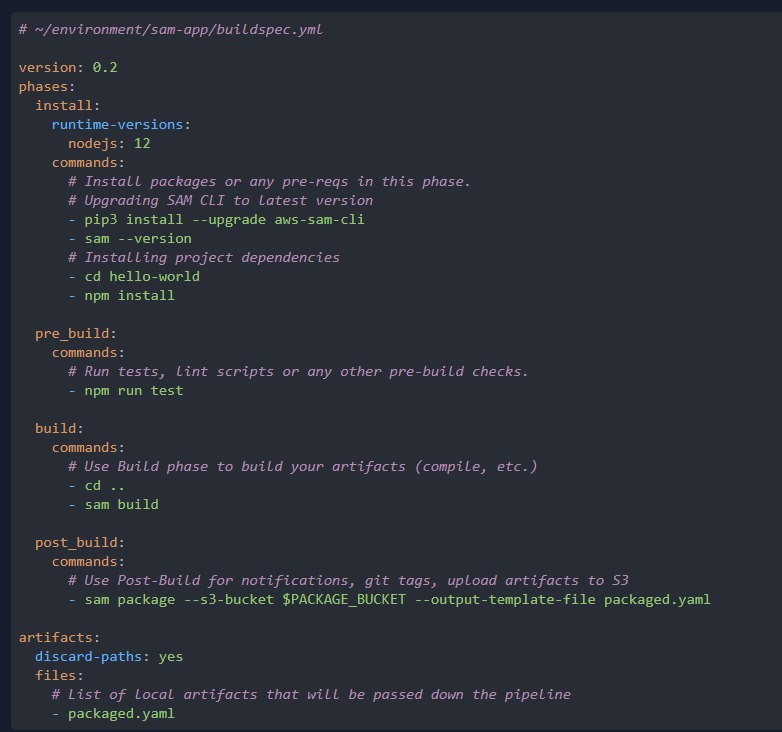 # ~/environment/sam-app/buildspec.yml

version: 0.2
phases:
  install:
    runtime-versions:
      nodejs: 12
    commands:
      # Install packages or any pre-reqs in this phase.
      # Upgrading SAM CLI to latest version
      - pip3 install --upgrade aws-sam-cli
      - sam --version
      # Installing project dependencies
      - cd hello-world
      - npm install

  pre_build:
    commands:
      # Run tests, lint scripts or any other pre-build checks.
      - npm run test

  build:
    commands:
      # Use Build phase to build your artifacts (compile, etc.)
      - cd ..
      - sam build

  post_build:
    commands:
      # Use Post-Build for notifications, git tags, upload artifacts to S3
      - sam package --s3-bucket $PACKAGE_BUCKET --output-template-file packaged.yaml

artifacts:
  discard-paths: yes
  files:
    # list of local artifacts that will be passed down the pipeline
    - packaged.yaml